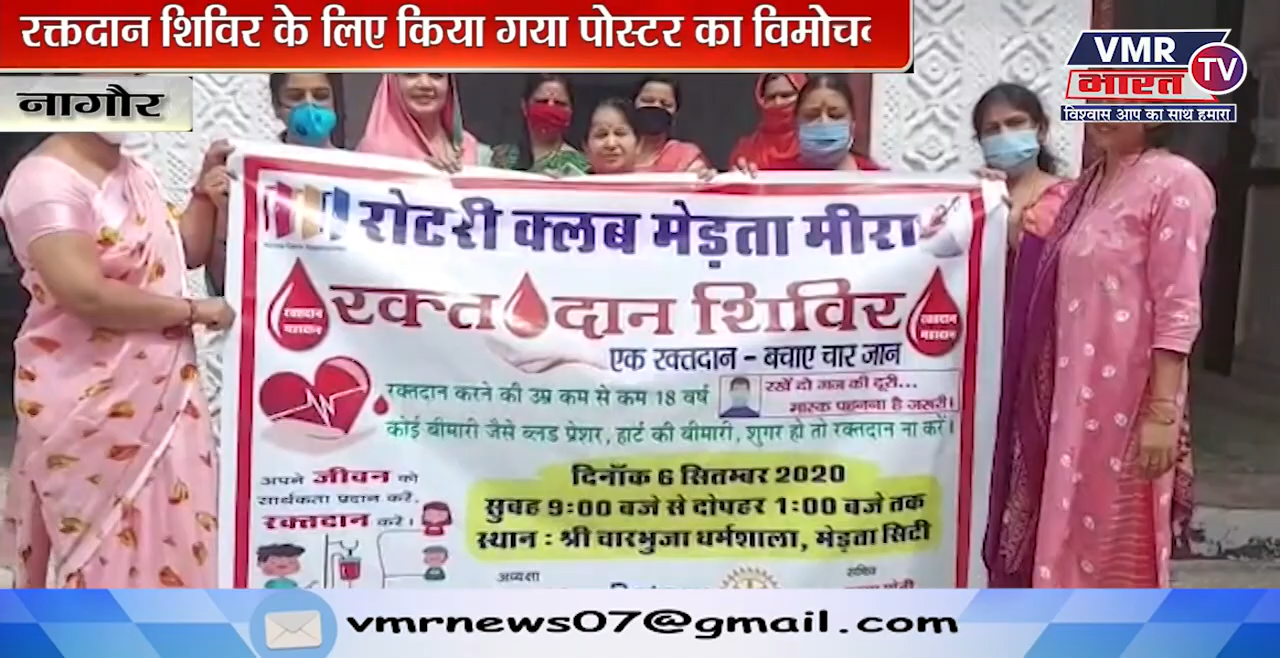 रक्तदान शिविर के लिए किया गया पोस्टर का विमोच
VMR
भारत
TV
विश्वास आप का साथ हमारा
नागौर
रोटरी क्लब मेड़ता मीरा
रक्त दान शिविर
रक्तदान
महादान
रक्तदान
महादान
एक रक्तदान - बचाए चार जान
रक्तदान करने की उम्र कम से कम 18 वर्ष
रखें दो गज की दूरी...
मास्क पहनना है जरूरी।
कोई बीमारी जैसे ब्लड प्रेशर, हार्ट की बीमारी, शुगर हो तो रक्तदान ना करें।
अपने जीवन को
सार्थकता प्रदान करें,
रक्तदान करें।
दिनाँक 6 सितम्बर 2020
सुबह 9:00 बजे से दोपहर 1:00 बजे तक
स्थान : श्री चारभुजा धर्मशाला, मेड़ता सिटी
अध्यक्षा
सचिव
vmrnews07@gmail.com